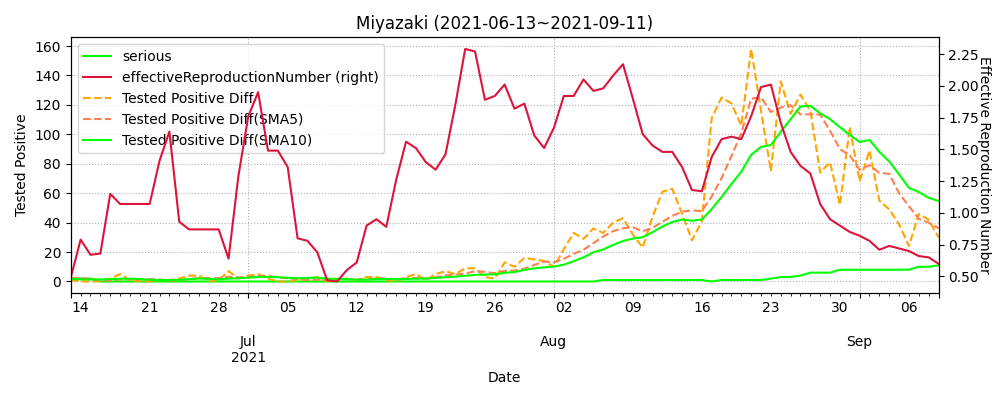 Miyazaki (2021-06-13~2021-09-11)
160
140
120
100
80
60
40
20
0
Tested Positive
serious
effectiveReproductionNumber (right)
Tested Positive Diff
Tested Positive Diff(SMA5)
Tested Positive Diff(SMA10)
2.25
2.00
1.75
1.50
1.25
1.00
0.75
0.50
Effective Reproduction Number
14 21 28 05 12 19 26 02 09 16 23 30 06
Jul Aug Sep
2021
Date